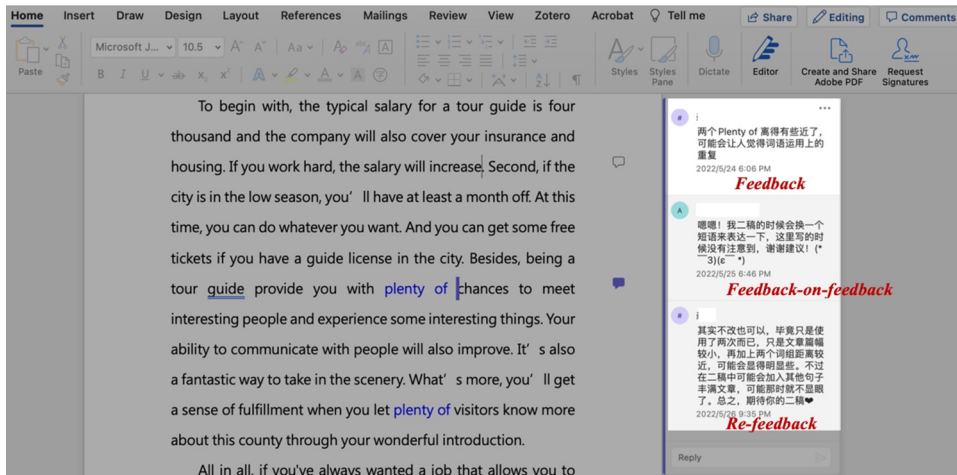 Home Insert Draw Design Layout References Mailings Review View Zotero Acrobat Tell me Share Editing Comments
Microsoft J... 10.5 A^ Aˇ Aa A A
Paste B I U ab x₂ x² A A A Styles Styles Pane Dictate Editor Create and Share Adobe PDF Request Signatures
To begin with, the typical salary for a tour guide is four
thousand and the company will also cover your insurance and
housing. If you work hard, the salary will increase. Second, if the
city is in the low season, you'll have at least a month off. At this
time, you can do whatever you want. And you can get some free
tickets if you have a guide license in the city. Besides, being a
tour guide provide you with plenty of chances to meet
interesting people and experience some interesting things. Your
ability to communicate with people will also improve. It's also
a fantastic way to take in the scenery. What's more, you'll get
a sense of fulfillment when you let plenty of visitors know more
about this county through your wonderful introduction.
All in all, if you've always wanted a job that allows you to
两个 Plenty of 离得有些近了，
可能会让人觉得词语运用上的
重复
2022/5/24 6:06 PM
Feedback
A
嗯嗯！我二稿的时候会换一个
短语来表达一下，这里写的时
候没有注意到，谢谢建议！(*
¯¯3)(ε¯¯ *)
2022/5/25 6:46 PM
Feedback-on-feedback
其实不改也可以，毕竟只是使
用了两次而已，只是文章篇幅
较小，再加上两个词组距离较
近，可能会显得明显些。不过
在二稿中可能会加入其他句子
丰满文章，可能那时就不显眼
了。总之，期待你的二稿❤
2022/5/26 9:35 PM
Re-feedback
Reply